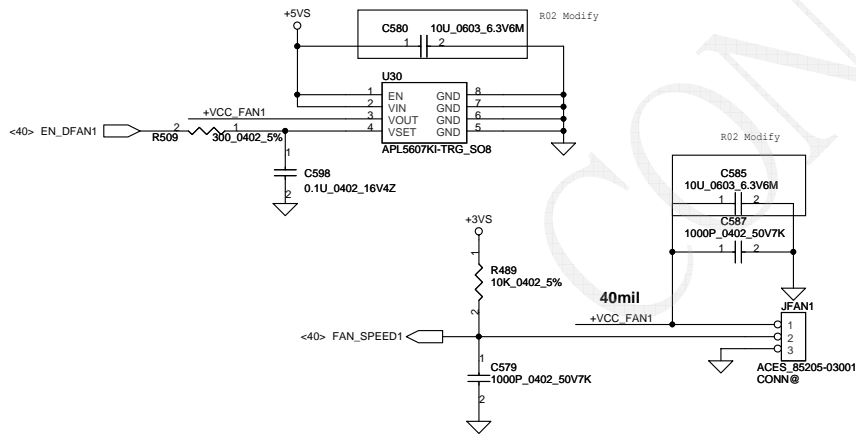 +5VS
C580
10U_0603_6.3V6M
R02 Modify
1
2
U30
1
2
3
4
EN
VIN
VOUT
VSET
GND
GND
GND
GND
8
7
6
5
APL5607KI-TRG_SO8
+VCC_FAN1
<40> EN_DFAN1
2
1
R509
300_0402_5%
1
2
C598
0.1U_0402_16V4Z
R02 Modify
C585
10U_0603_6.3V6M
1
2
C587
1000P_0402_50V7K
1
2
+3VS
1
R489
10K_0402_5%
2
40mil
+VCC_FAN1
JFAN1
1
2
3
ACES_85205-03001
CONN@
<40> FAN_SPEED1
1
C579
1000P_0402_50V7K
2
CON